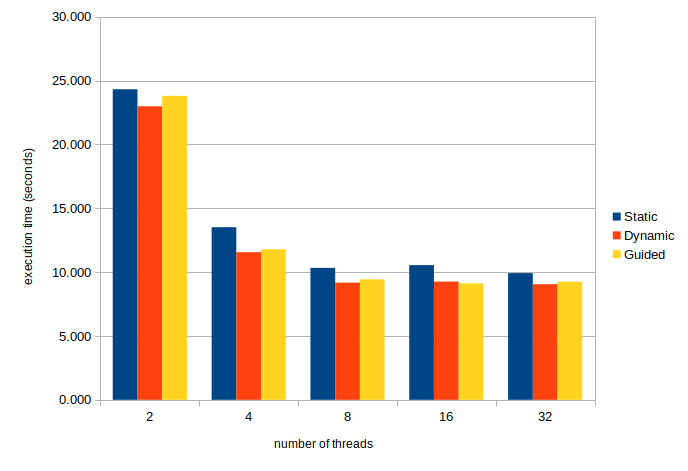 30.000
25.000
20.000
15.000
10.000
5.000
0.000
execution time (seconds)
2 4 8 16 32
number of threads
Static
Dynamic
Guided